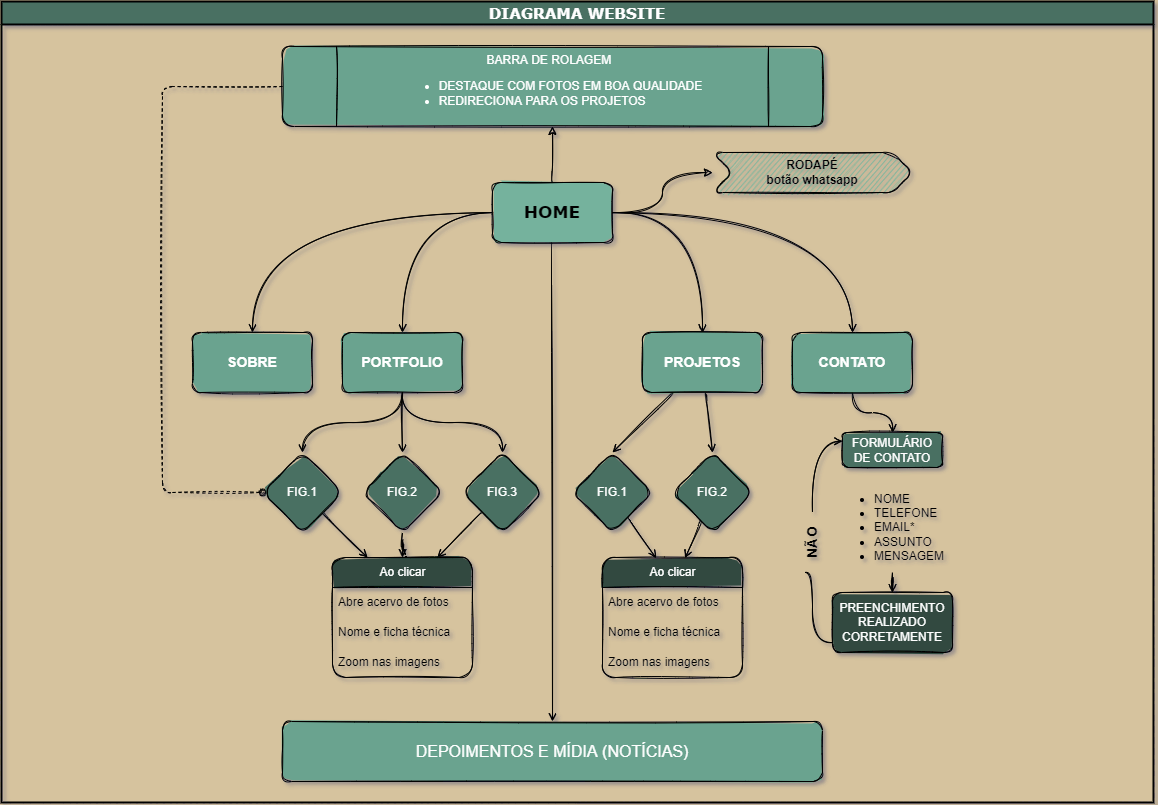 DIAGRAMA WEBSITE
BARRA DE ROLAGEM
• DESTAQUE COM FOTOS EM BOA QUALIDADE
• REDIRECIONA PARA OS PROJETOS
RODAPÉ
botão whatsapp
HOME
SOBRE
PORTFOLIO
PROJETOS
CONTATO
FIG.1
FIG.2
FIG.3
Ao clicar
Abre acervo de fotos
Nome e ficha técnica
Zoom nas imagens
FIG.1
FIG.2
Ao clicar
Abre acervo de fotos
Nome e ficha técnica
Zoom nas imagens
FORMULÁRIO
DE CONTATO
• NOME
• TELEFONE
• EMAIL*
• ASSUNTO
• MENSAGEM
NÃO
PREENCHIMENTO
REALIZADO
CORRETAMENTE
DEPOIMENTOS E MÍDIA (NOTÍCIAS)